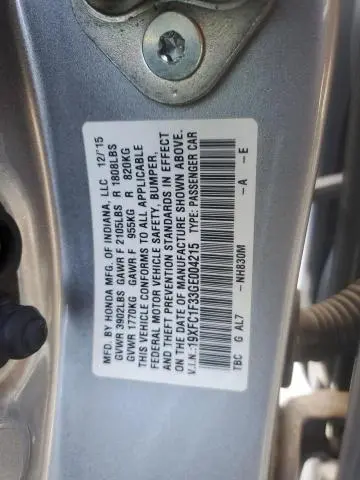 MFD. BY HONDA MFG. OF INDIANA, LLC 12/'15
GVWR 3902LBS GAWR F 2105LBS R 1808LBS
GVWR 1770KG GAWR F 955KG R 820KG
THIS VEHICLE CONFORMS TO ALL APPLICABLE
FEDERAL MOTOR VEHICLE SAFETY, BUMPER,
AND THEFT PREVENTION STANDARDS IN EFFECT
ON THE DATE OF MANUFACTURE SHOWN ABOVE.
V.I.N.:19XFC1F33GE004215 TYPE: PASSENGER CAR
TBC G AL7 -NH830M -A -E